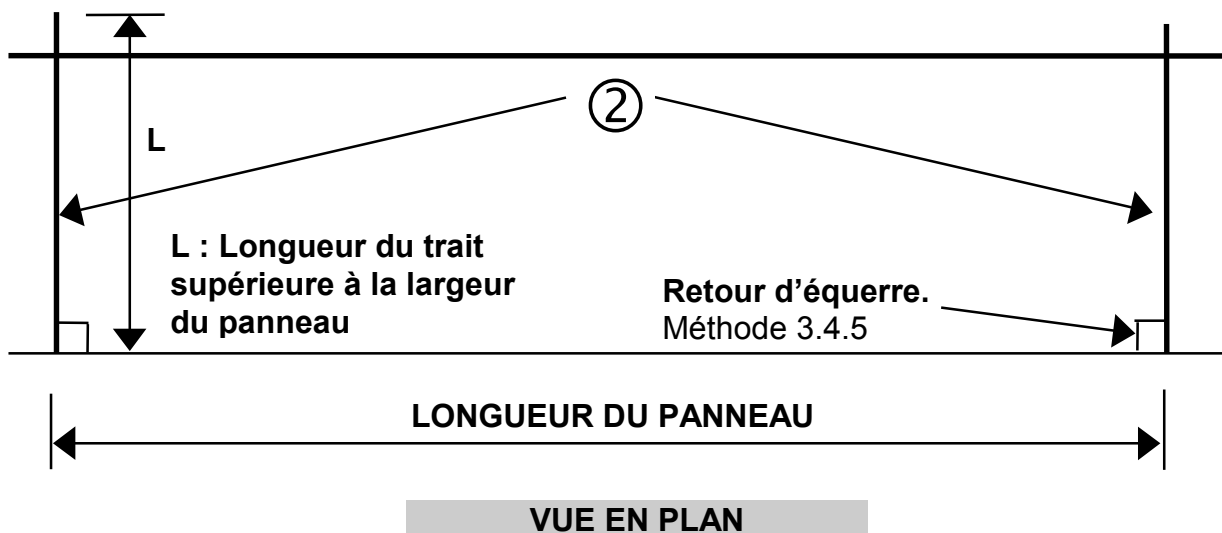 ②
L
L : Longueur du trait
supérieure à la largeur
du panneau
Retour d’équerre.
Méthode 3.4.5
LONGUEUR DU PANNEAU
VUE EN PLAN